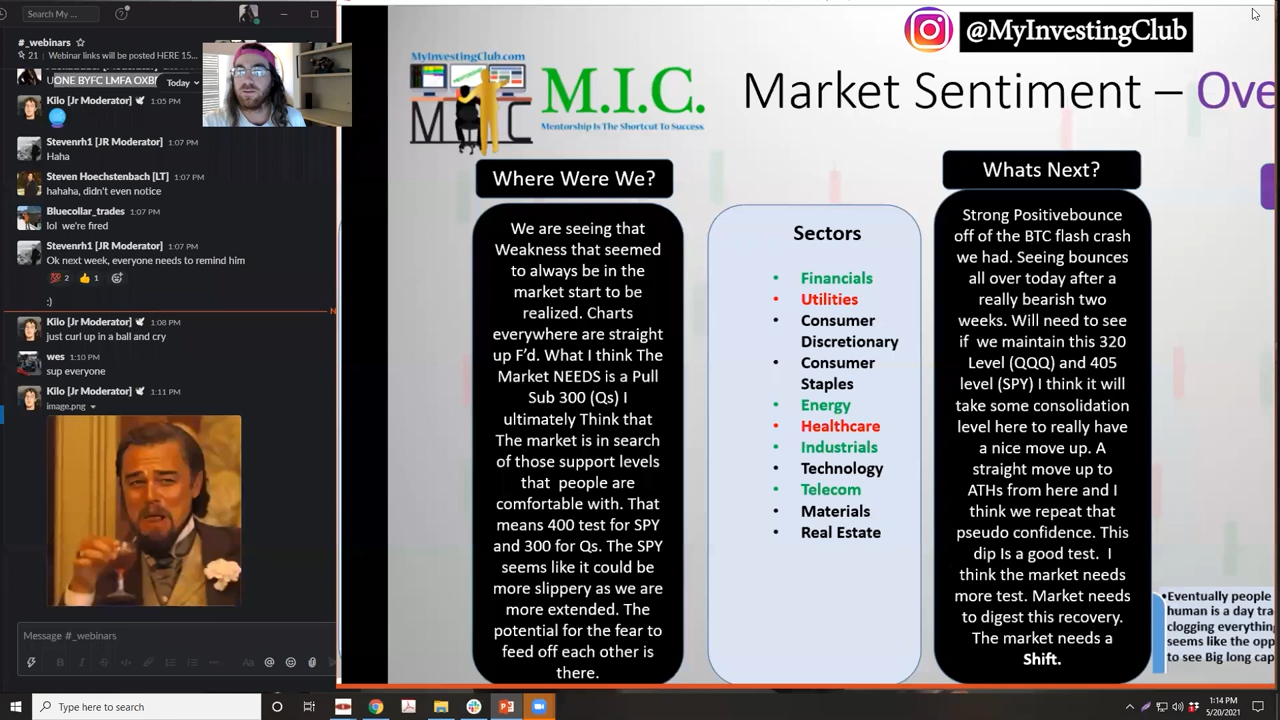 Search My ...
#_webinars
21 | Webinar links will be posted HERE 15...
ONE BYFC LMFA OXB
Today
Kilo [Jr Moderator] 1:05 PM
Stevenrh1 [JR Moderator] 1:07 PM
Haha
Steven Hoechstenbach [LT] 1:07 PM
hahaha, didn't even notice
Bluecollar_trades 1:07 PM
lol we're fired
Stevenrh1 [JR Moderator] 1:07 PM
Ok next week, everyone needs to remind him
2 1
:)
Kilo [Jr Moderator] 1:08 PM
just curl up in a ball and cry
wes 1:10 PM
sup everyone
Kilo [Jr Moderator] 1:11 PM
image.png
Message #_webinars
@MyInvestingClub
MyInvestingClub.com
MIC
M.I.C.
Mentorship Is The Shortcut To Success.
Market Sentiment – Ove
Where Were We?
We are seeing that
Weakness that seemed
to always be in the
market start to be
realized. Charts
everywhere are straight
up F'd. What I think The
Market NEEDS is a Pull
Sub 300 (Qs) I
ultimately Think that
The market is in search
of those support levels
that people are
comfortable with. That
means 400 test for SPY
and 300 for Qs. The SPY
seems like it could be
more slippery as we are
more extended. The
potential for the fear to
feed off each other is
there.
Sectors
Financials
Utilities
Consumer
Discretionary
Consumer
Staples
Energy
Healthcare
Industrials
Technology
Telecom
Materials
Real Estate
Whats Next?
Strong Positivebounce
off of the BTC flash crash
we had. Seeing bounces
all over today after a
really bearish two
weeks. Will need to see
if we maintain this 320
Level (QQQ) and 405
level (SPY) I think it will
take some consolidation
level here to really have
a nice move up. A
straight move up to
ATHs from here and I
think we repeat that
pseudo confidence. This
dip Is a good test. I
think the market needs
more test. Market needs
to digest this recovery.
The market needs a
Shift.
Eventually people
human is a day tra
clogging everything
seems like the opp
to see Big long cap
Type here to search
1:14 PM
5/20/2021